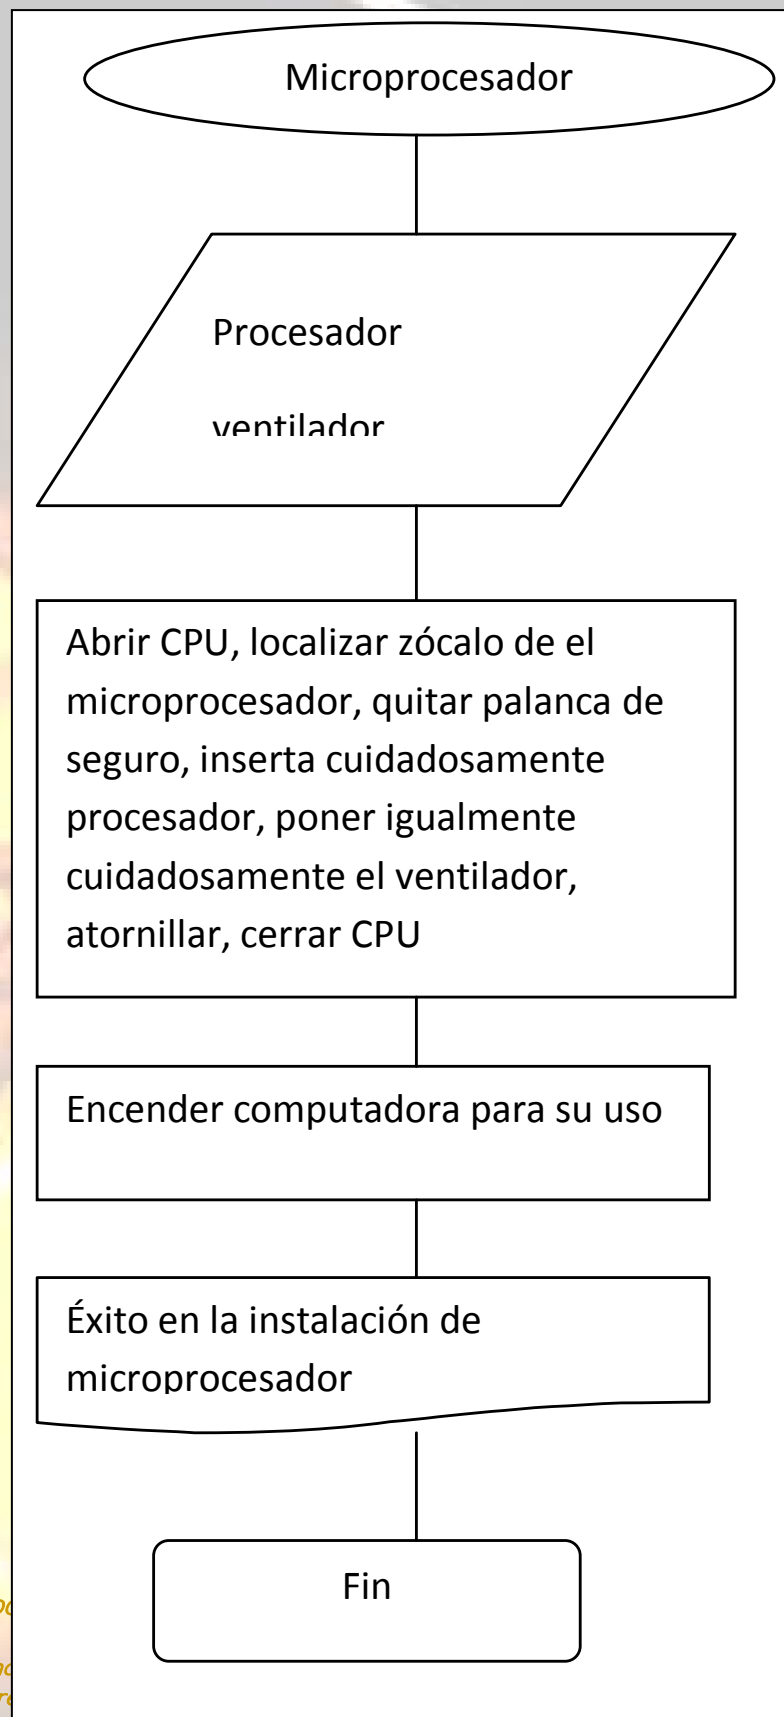 Microprocesador
Procesador
ventilador
Abrir CPU, localizar zócalo de el
microprocesador, quitar palanca de
seguro, inserta cuidadosamente
procesador, poner igualmente
cuidadosamente el ventilador,
atornillar, cerrar CPU
Encender computadora para su uso
Éxito en la instalación de
microprocesador
Fin